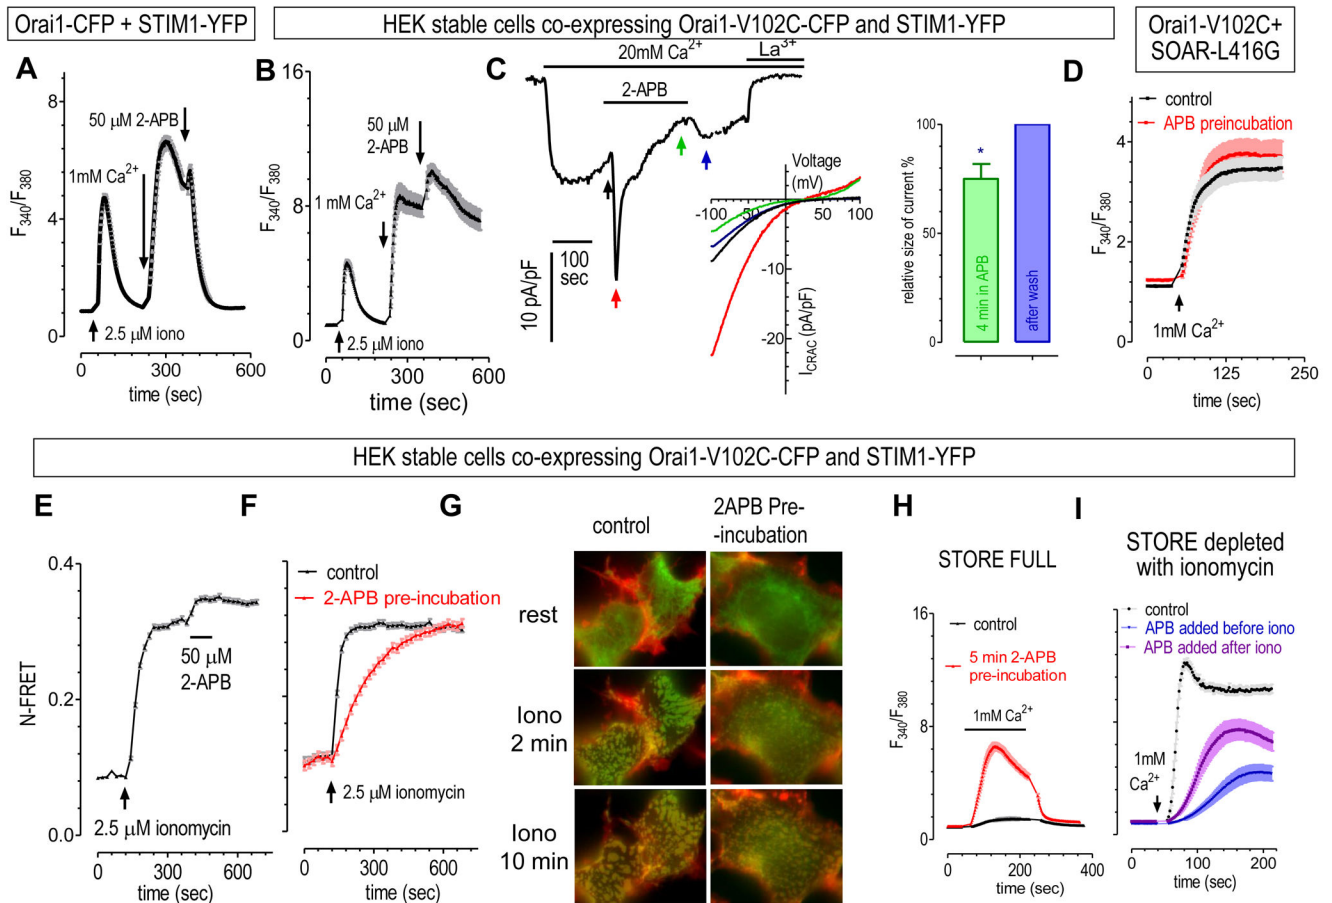 Orai1-CFP + STIM1-YFP
HEK stable cells co-expressing Orai1-V102C-CFP and STIM1-YFP
Orai1-V102C+
SOAR-L416G
A
8
4
0
F340/F380
50 μM 2-APB
1mM Ca2+
2.5 μM iono
0 300 600
time (sec)
B
16
8
0
F340/F380
50 μM
2-APB
1 mM Ca2+
2.5 μM iono
0 300 600
time (sec)
C
20mM Ca2+
La3+
2-APB
100
sec
10 pA/pF
Voltage
(mV)
-100 -50 50 100
-10
-20
ICRAC (pA/pF)
relative size of current %
100
50
0
*
4 min in APB
after wash
D
control
APB preincubation
4
2
0
F340/F380
1mM Ca2+
0 125 250
time (sec)
HEK stable cells co-expressing Orai1-V102C-CFP and STIM1-YFP
E
0.4
0.2
0.0
N-FRET
50 μM
2-APB
2.5 μM ionomycin
0 300 600
time (sec)
F
control
2-APB pre-incubation
2.5 μM ionomycin
0 300 600
time (sec)
G
control
2APB Pre-
-incubation
rest
Iono
2 min
Iono
10 min
H
STORE FULL
16
8
0
F340/F380
control
5 min 2-APB
pre-incubation
1mM Ca2+
0 200 400
time (sec)
I
STORE depleted
with ionomycin
control
APB added before iono
APB added after iono
1mM
Ca2+
0 100 200
time (sec)